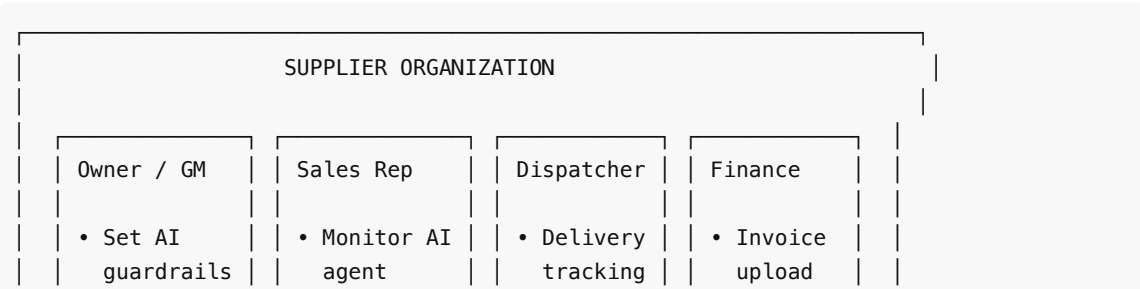 SUPPLIER ORGANIZATION
Owner / GM Sales Rep Dispatcher Finance
• Set AI • Monitor AI • Delivery • Invoice
guardrails agent tracking upload